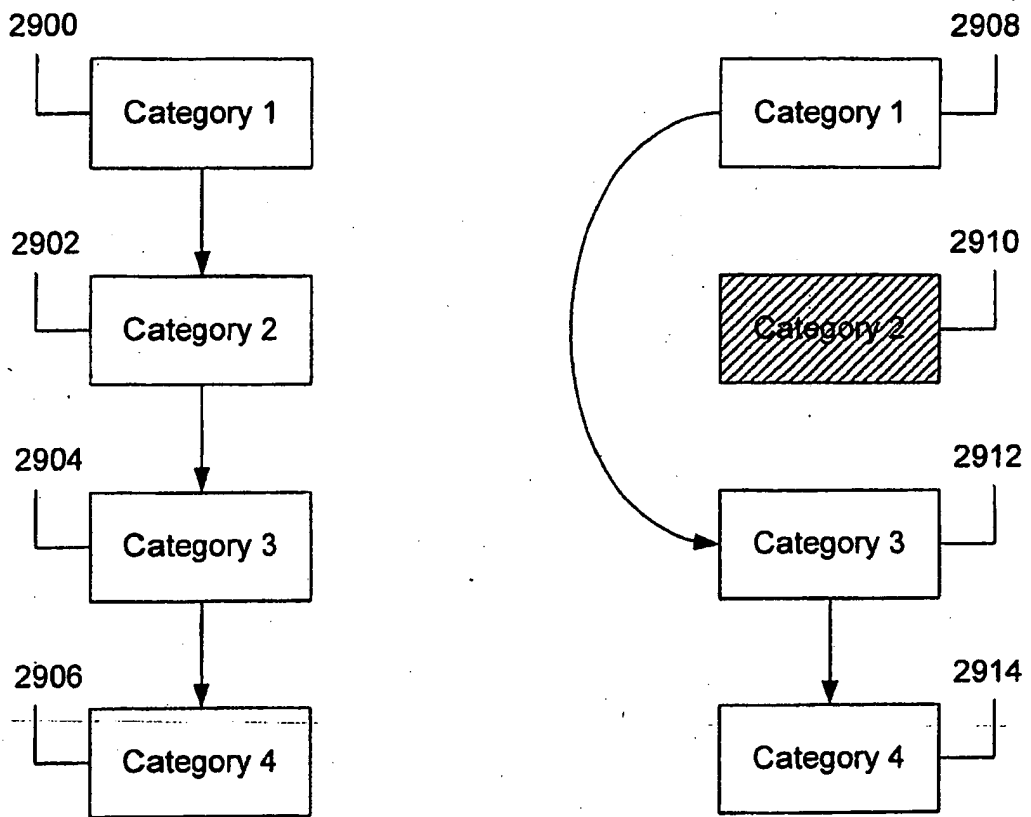 2900
Category 1
2902
Category 2
2904
Category 3
2906
Category 4
2908
Category 1
2910
Category 2
2912
Category 3
2914
Category 4